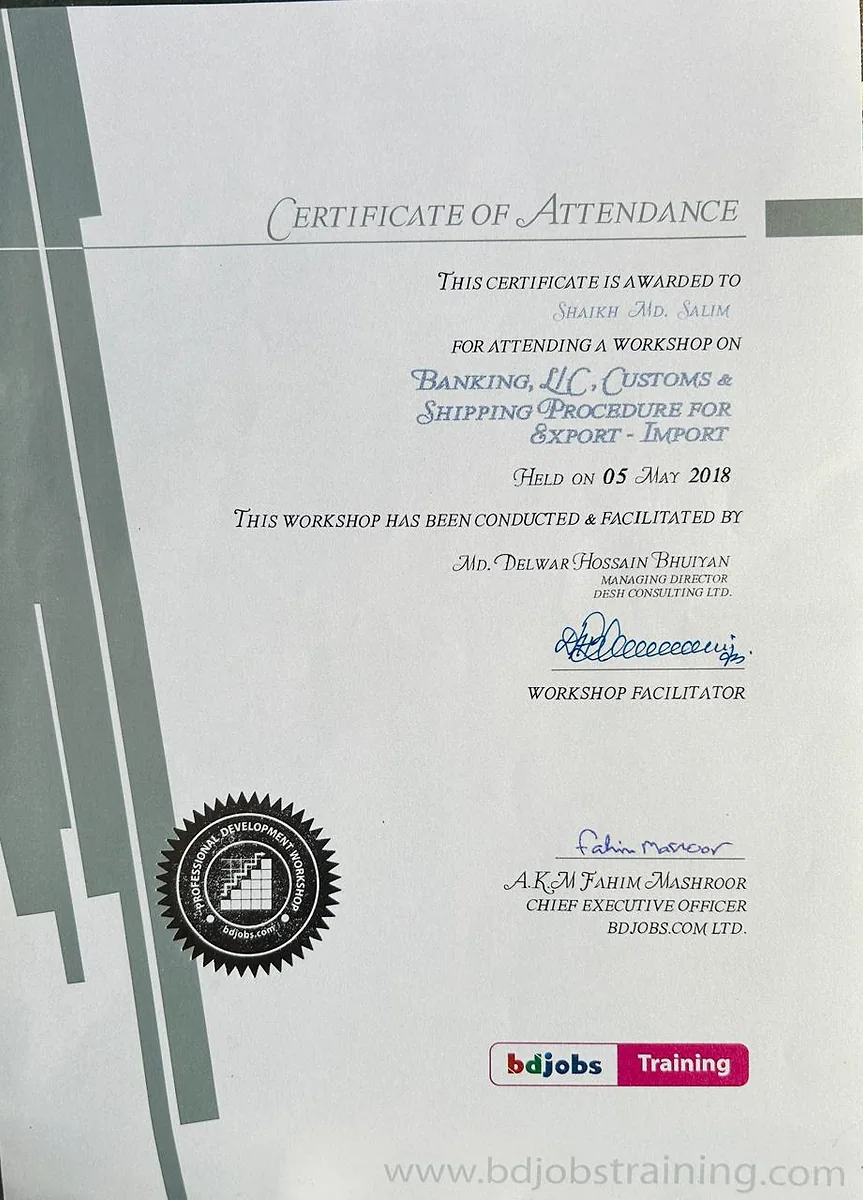 CERTIFICATE OF ATTENDANCE
THIS CERTIFICATE IS AWARDED TO
SHAIKH MD. SALIM
FOR ATTENDING A WORKSHOP ON
BANKING, L/C, CUSTOMS &
SHIPPING PROCEDURE FOR
EXPORT - IMPORT
HELD ON 05 MAY 2018
THIS WORKSHOP HAS BEEN CONDUCTED & FACILITATED BY
MD. DELWAR HOSSAIN BHUIYAN
MANAGING DIRECTOR
DESH CONSULTING LTD.
WORKSHOP FACILITATOR
PROFESSIONAL DEVELOPMENT WORKSHOP
bdjobs.com
Fahim Mashroor
A.K.M FAHIM MASHROOR
CHIEF EXECUTIVE OFFICER
BDJOBS.COM LTD.
bdjobs Training
www.bdjobstraining.com